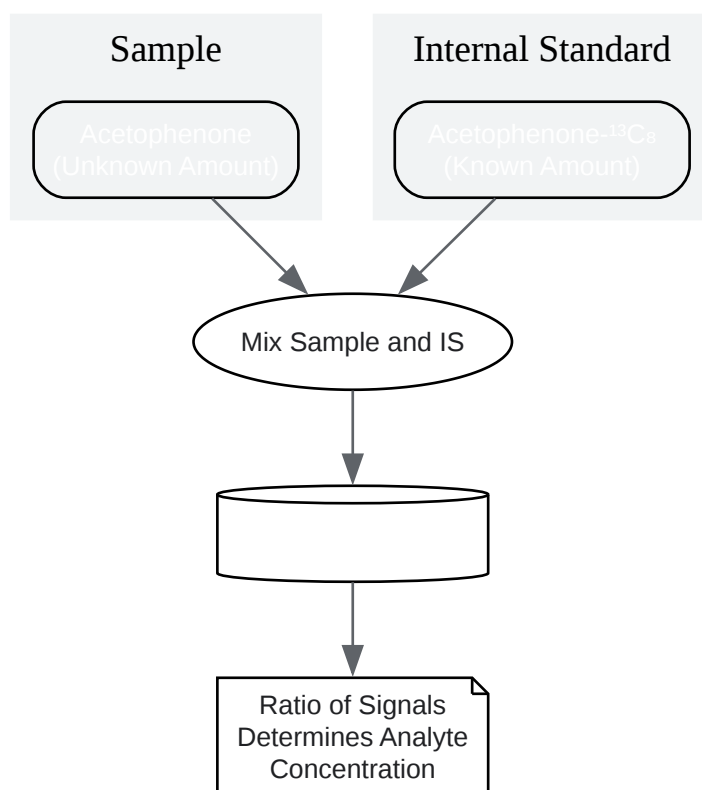 Sample
Internal Standard
Acetophenone
(Unknown Amount)
Acetophenone-¹³C₈
(Known Amount)
Mix Sample and IS
Ratio of Signals
Determines Analyte
Concentration